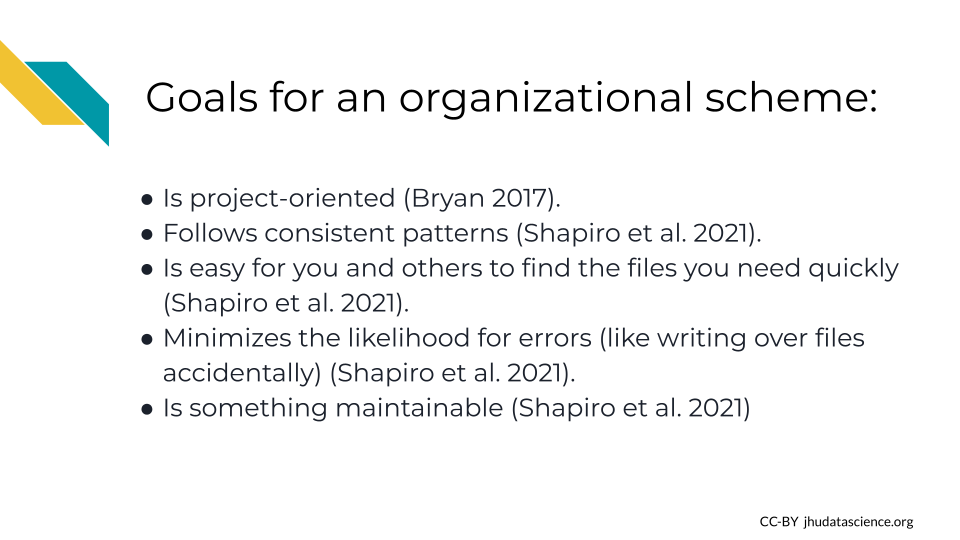 Goals for an organizational scheme:
● Is project-oriented (Bryan 2017).
● Follows consistent patterns (Shapiro et al. 2021).
● Is easy for you and others to find the files you need quickly
(Shapiro et al. 2021).
● Minimizes the likelihood for errors (like writing over files
accidentally) (Shapiro et al. 2021).
● Is something maintainable (Shapiro et al. 2021)
CC-BY jhudatascience.org